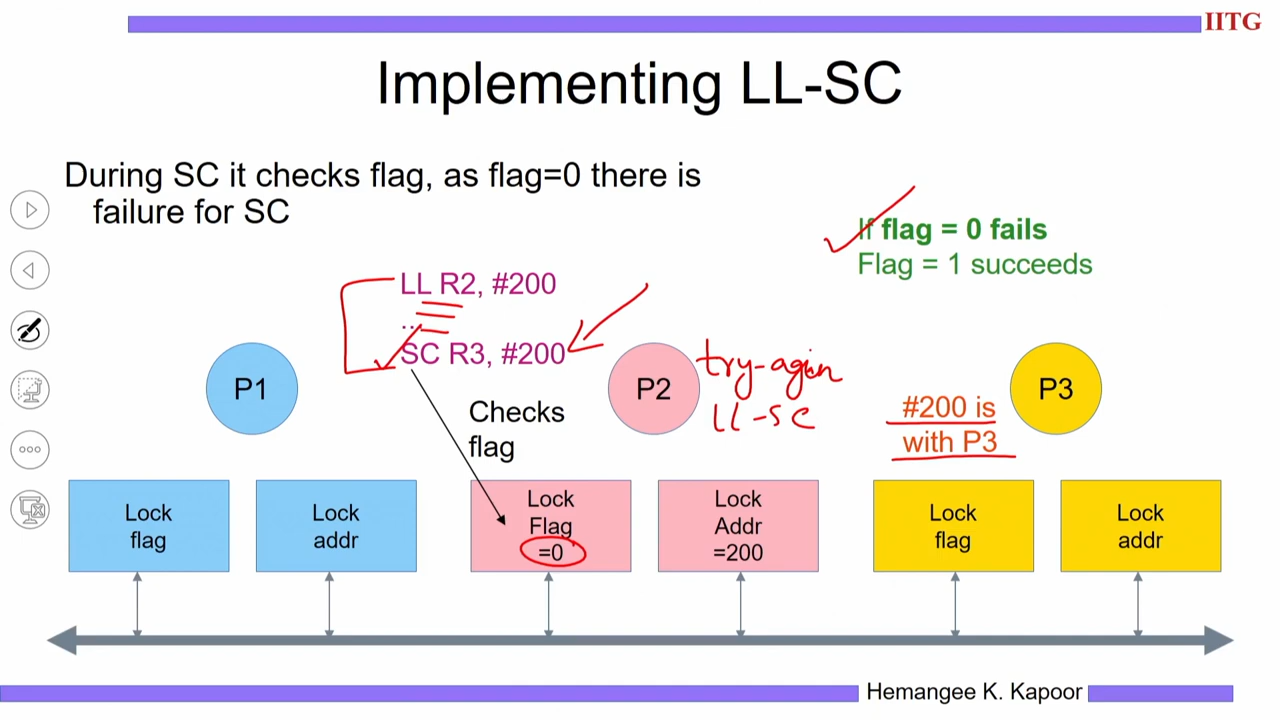 IITG
Implementing LL-SC
During SC it checks flag, as flag=0 there is
failure for SC
If flag = 0 fails
Flag = 1 succeeds
LL R2, #200
...
SC R3, #200
P1
P2
try-again
LL-SC
P3
#200 is
with P3
Checks
flag
Lock
flag
Lock
addr
Lock
Flag
=0
Lock
Addr
=200
Lock
flag
Lock
addr
Hemangee K. Kapoor